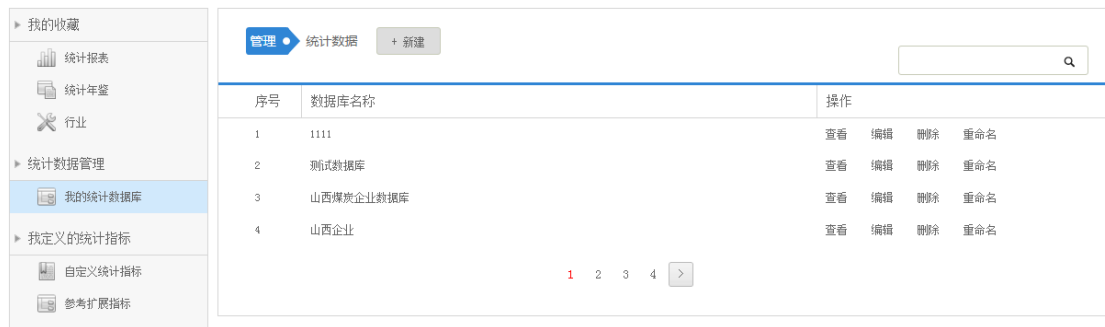 我的收藏
统计报表
统计年鉴
行业
统计数据管理
我的统计数据库
我定义的统计指标
自定义统计指标
参考扩展指标
管理 统计数据 + 新建
序号 数据库名称 操作
1 1111 查看 编辑 删除 重命名
2 测试数据库 查看 编辑 删除 重命名
3 山西煤炭企业数据库 查看 编辑 删除 重命名
4 山西企业 查看 编辑 删除 重命名
1 2 3 4 >